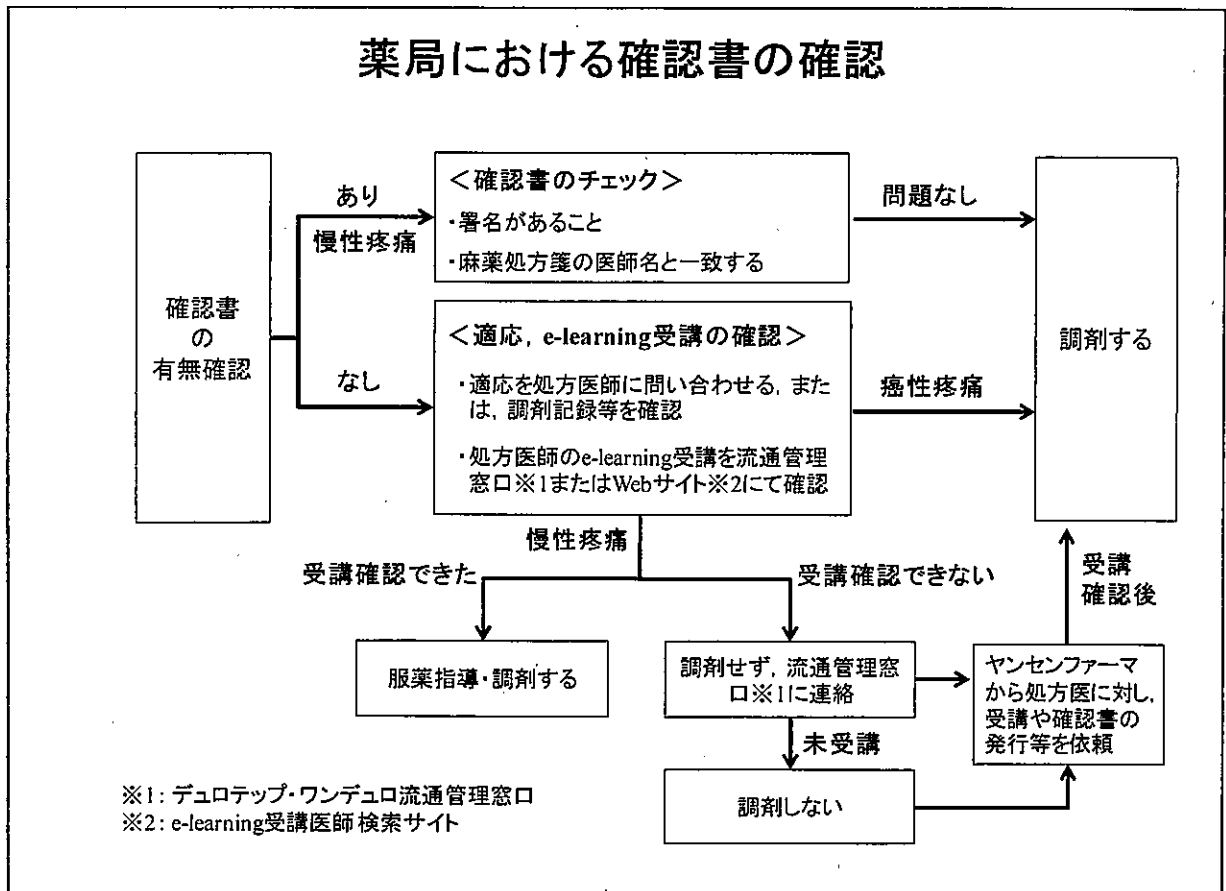 薬局における確認書の確認
確認書
の
有無確認
あり
慢性疼痛
<確認書のチェック>
・署名があること
・麻薬処方箋の医師名と一致する
問題なし
なし
<適応, e-learning受講の確認>
・適応を処方医師に問い合わせる, また
は, 調剤記録等を確認
・処方医師のe-learning受講を流通管理
窓口※1またはWebサイト※2にて確認
癌性疼痛
調剤する
慢性疼痛
受講確認できた
受講確認できない
受講
確認後
服薬指導・調剤する
調剤せず, 流通管理窓
口※1に連絡
ヤンセンファーマ
から処方医に対し,
受講や確認書の
発行等を依頼
未受講
調剤しない
※1: デュロテップ・ワンデュロ流通管理窓口
※2: e-learning受講医師検索サイト